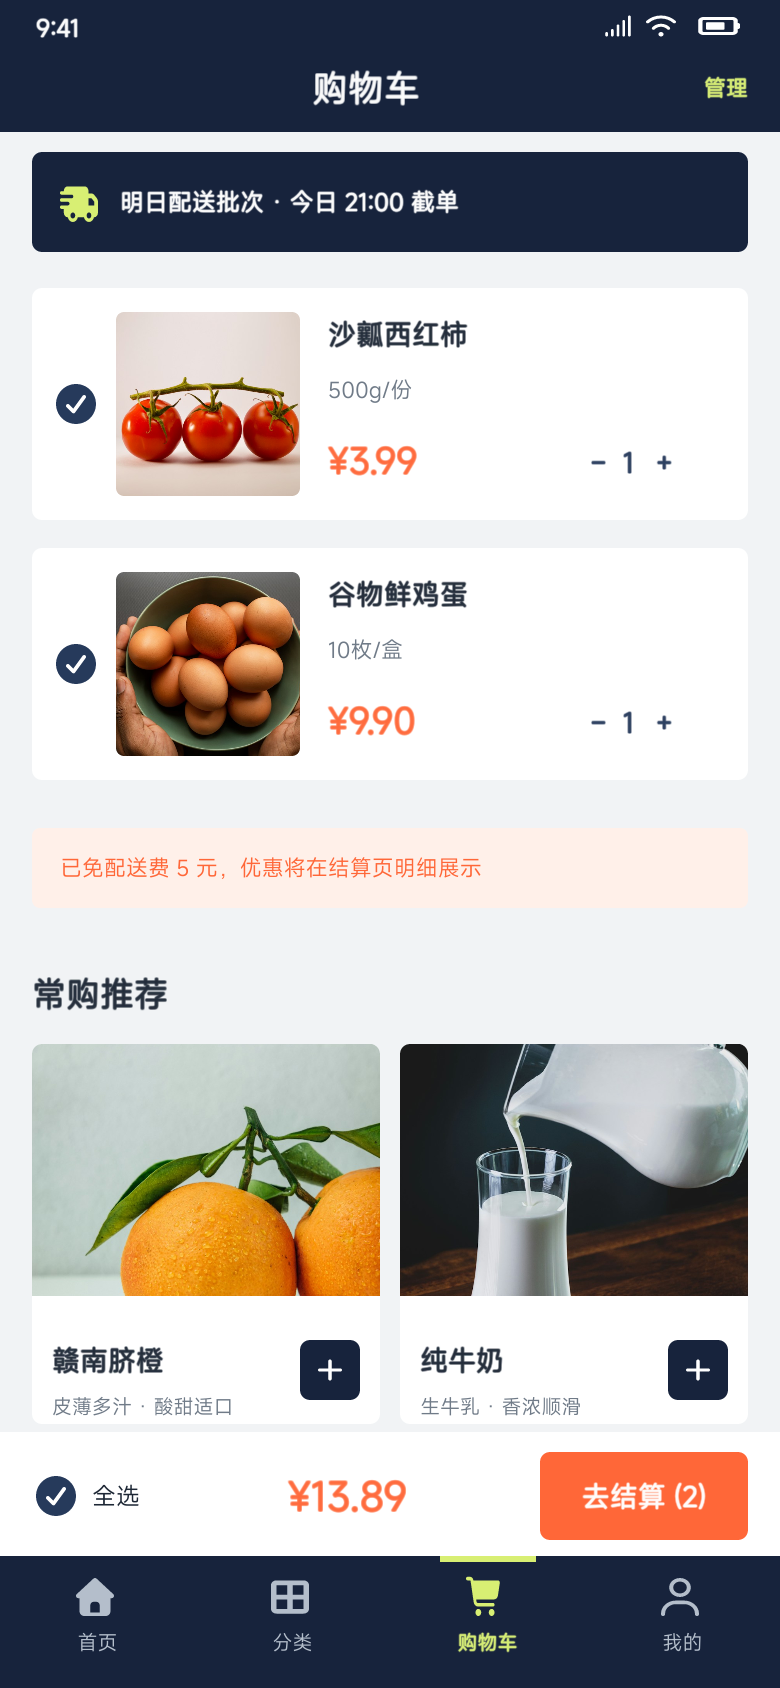 9:41
购物车
管理
明日配送批次 · 今日 21:00 截单
沙瓤西红柿
500g/份
¥3.99
− 1 +
谷物鲜鸡蛋
10枚/盒
¥9.90
− 1 +
已免配送费 5 元，优惠将在结算页明细展示
常购推荐
赣南脐橙
皮薄多汁 · 酸甜适口
纯牛奶
生牛乳 · 香浓顺滑
全选
¥13.89
去结算 (2)
首页
分类
购物车
我的